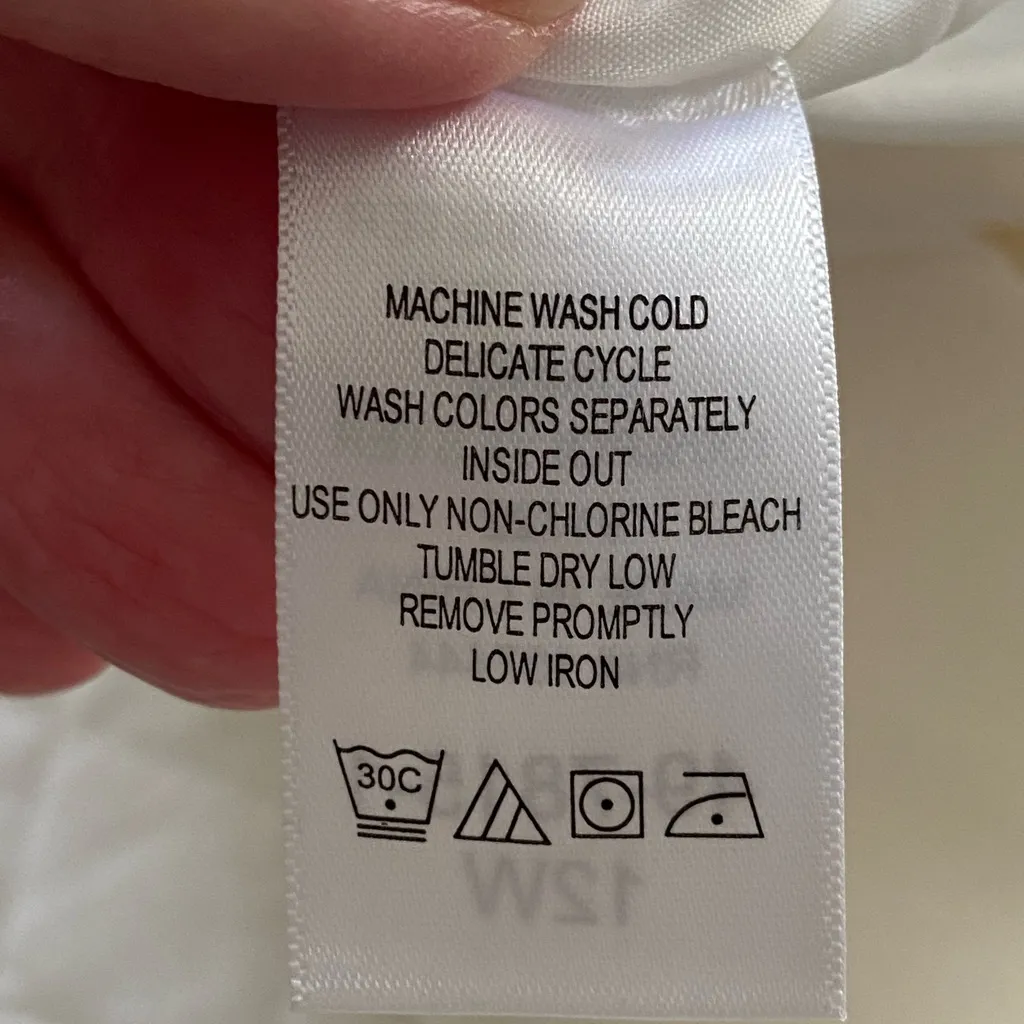 MACHINE WASH COLD
DELICATE CYCLE
WASH COLORS SEPARATELY
INSIDE OUT
USE ONLY NON-CHLORINE BLEACH
TUMBLE DRY LOW
REMOVE PROMPTLY
LOW IRON
30C
12W